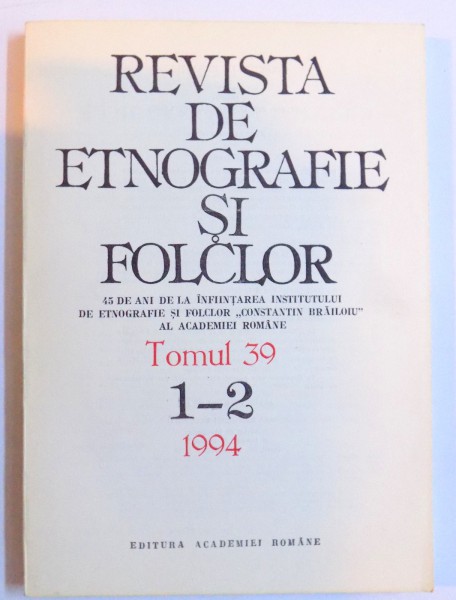 REVISTA
DE
ETNOGRAFIE
ȘI
FOLCLOR
45 DE ANI DE LA ÎNFIINȚAREA INSTITUTULUI
DE ETNOGRAFIE ȘI FOLCLOR „CONSTANTIN BRĂILOIU”
AL ACADEMIEI ROMÂNE
Tomul 39
1–2
1994
EDITURA ACADEMIEI ROMÂNE